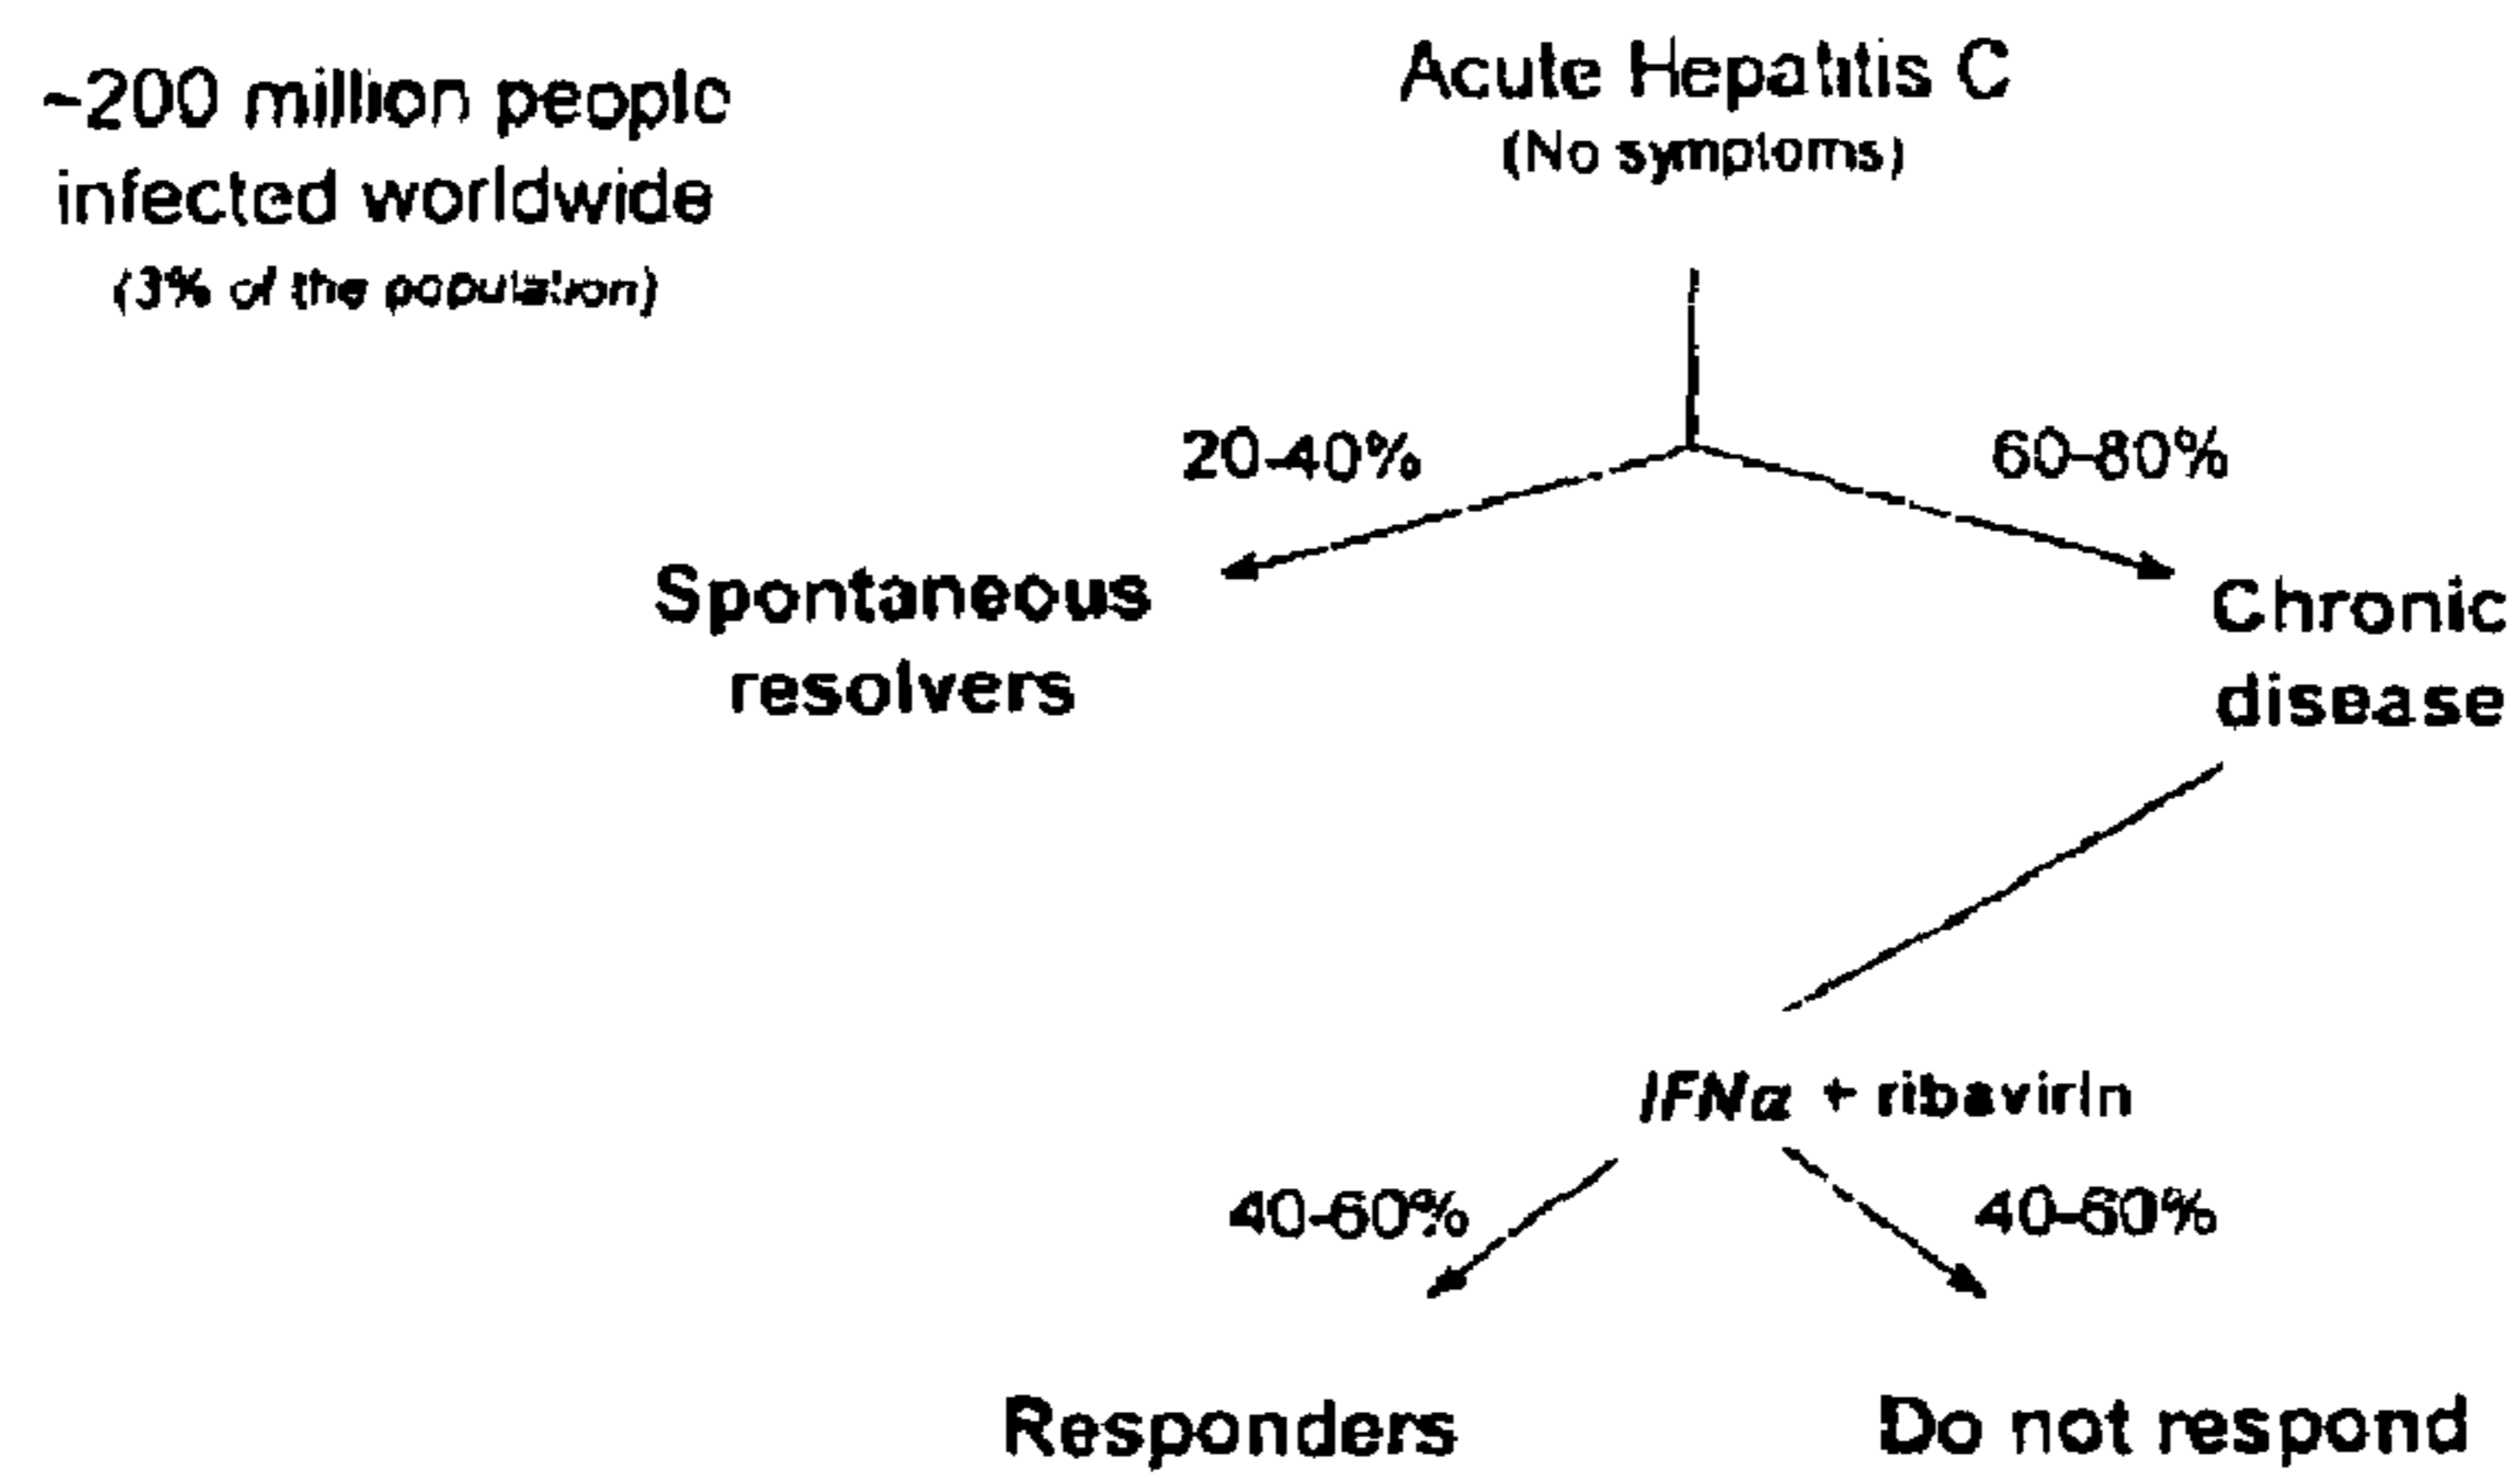 ~200 million people
infected worldwide
(3% of the population)
Acute Hepatitis C
(No symptoms)
20-40%
60-80%
Spontaneous
resolvers
Chronic
disease
IFNα + ribavirin
40-60%
40-60%
Responders
Do not respond